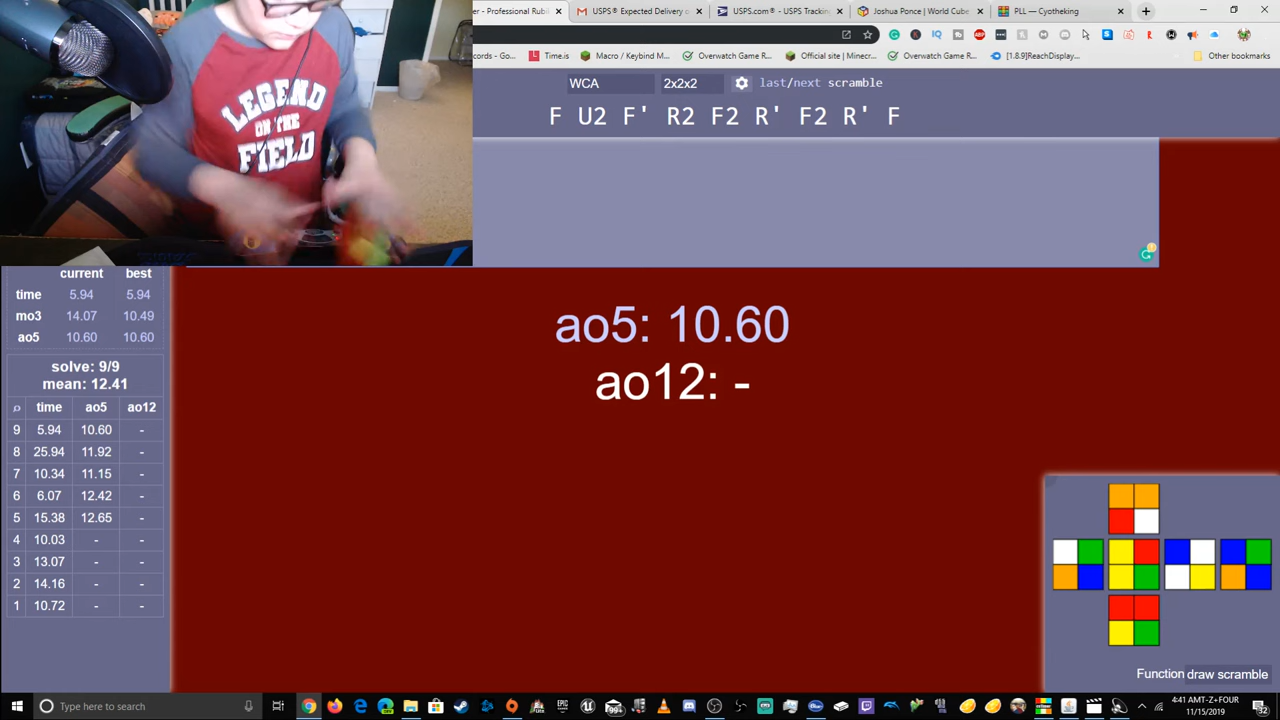 er - Professional Rubi
USPS® Expected Delivery o
USPS.com® - USPS Trackin
Joshua Ponce | World Cube
PLL — Cyotheking
cords - Go...
Time.is
Macro / Keybind M...
Overwatch Game R...
Official site | Minecr...
Overwatch Game R...
[1.8.9]ReachDisplay...
Other bookmarks
WCA 2x2x2 last/next scramble
F U2 F' R2 F2 R' F2 R' F
LEGEND
ON THE
FIELD
current best
time 5.94 5.94
mo3 14.07 10.49
ao5 10.60 10.60
ao5: 10.60
ao12: -
solve: 9/9
mean: 12.41
time ao5 ao12
9 5.94 10.60 -
8 25.94 11.92 -
7 10.34 11.15 -
6 6.07 12.42 -
5 15.38 12.65 -
4 10.03 - -
3 13.07 - -
2 14.16 - -
1 10.72 - -
Function draw scramble
Type here to search
4:41 AMT-Z+FOUR
11/15/2019